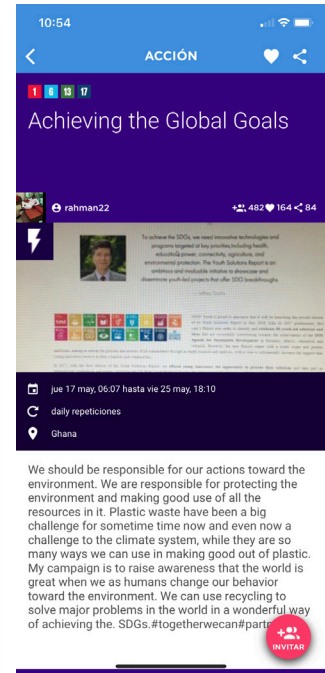 10:54
ACCIÓN
1 6 13 17
Achieving the Global Goals
rahman22
482 164 84
To achieve the SDGs, we need innovative technologies and
programs targeted at key priorities, including health,
education, power, connectivity, agriculture, and
environmental protection. The Youth Solutions Report is an
ambitious and invaluable initiative to showcase and
disseminate youth-led projects that offer SDG breakthroughs.
jue 17 may, 06:07 hasta vie 25 may, 18:10
daily repeticiones
Ghana
We should be responsible for our actions toward the
environment. We are responsible for protecting the
environment and making good use of all the
resources in it. Plastic waste have been a big
challenge for sometime time now and even now a
challenge to the climate system, while they are so
many ways we can use in making good out of plastic.
My campaign is to raise awareness that the world is
great when we as humans change our behavior
toward the environment. We can use recycling to
solve major problems in the world in a wonderful way
of achieving the. SDGs.#togetherwecan#partn
INVITAR